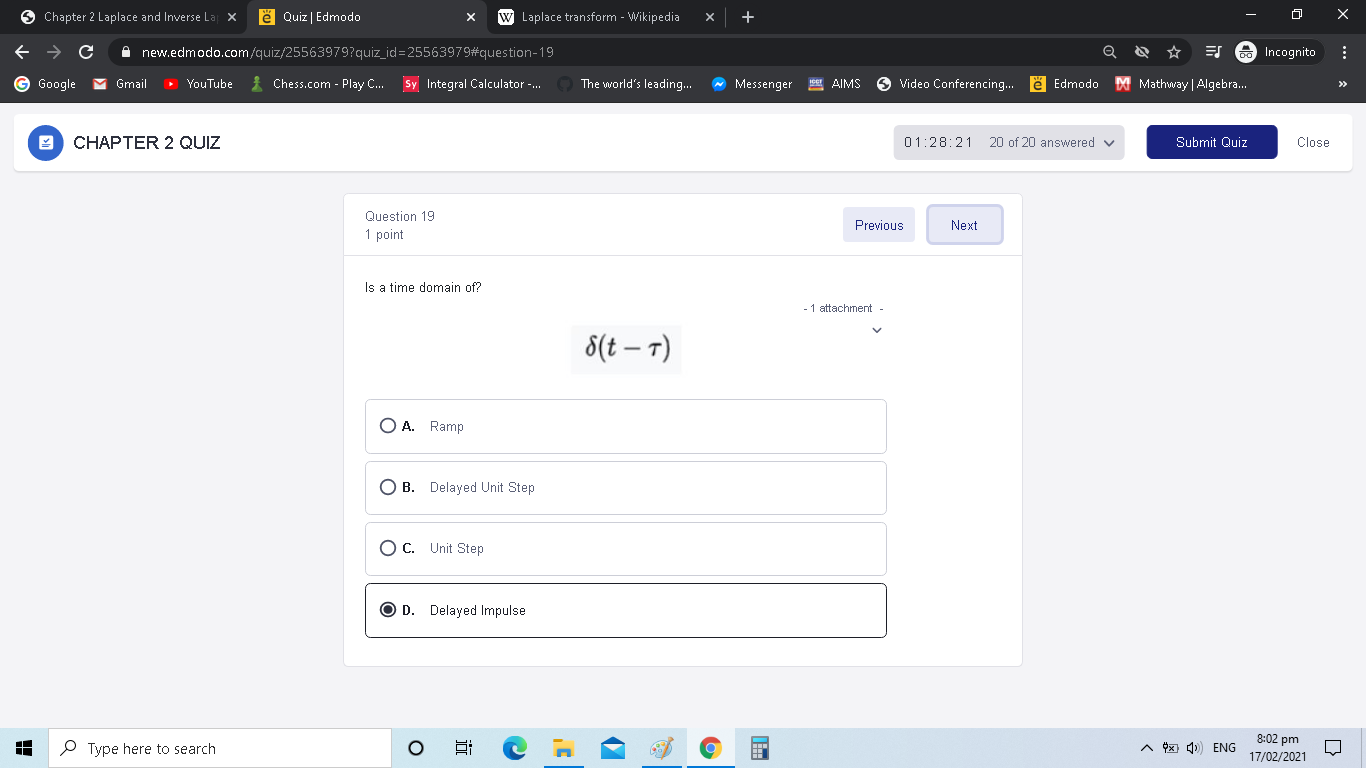 Chapter 2 Laplace and Inverse La
Quiz | Edmodo
Laplace transform - Wikipedia
new.edmodo.com/quiz/25563979?quiz_id=25563979#question-19
Incognito
Google
Gmail
YouTube
Chess.com - Play C...
Sy
Integral Calculator -...
The world's leading...
Messenger
AIMS
Video Conferencing...
Edmodo
Mathway | Algebra...
»
CHAPTER 2 QUIZ
01:28:21 20 of 20 answered
Submit Quiz
Close
Question 19
1 point
Previous
Next
Is a time domain of?
- 1 attachment -
δ(t − τ)
A. Ramp
B. Delayed Unit Step
C. Unit Step
D. Delayed Impulse
Type here to search
ENG
8:02 pm
17/02/2021